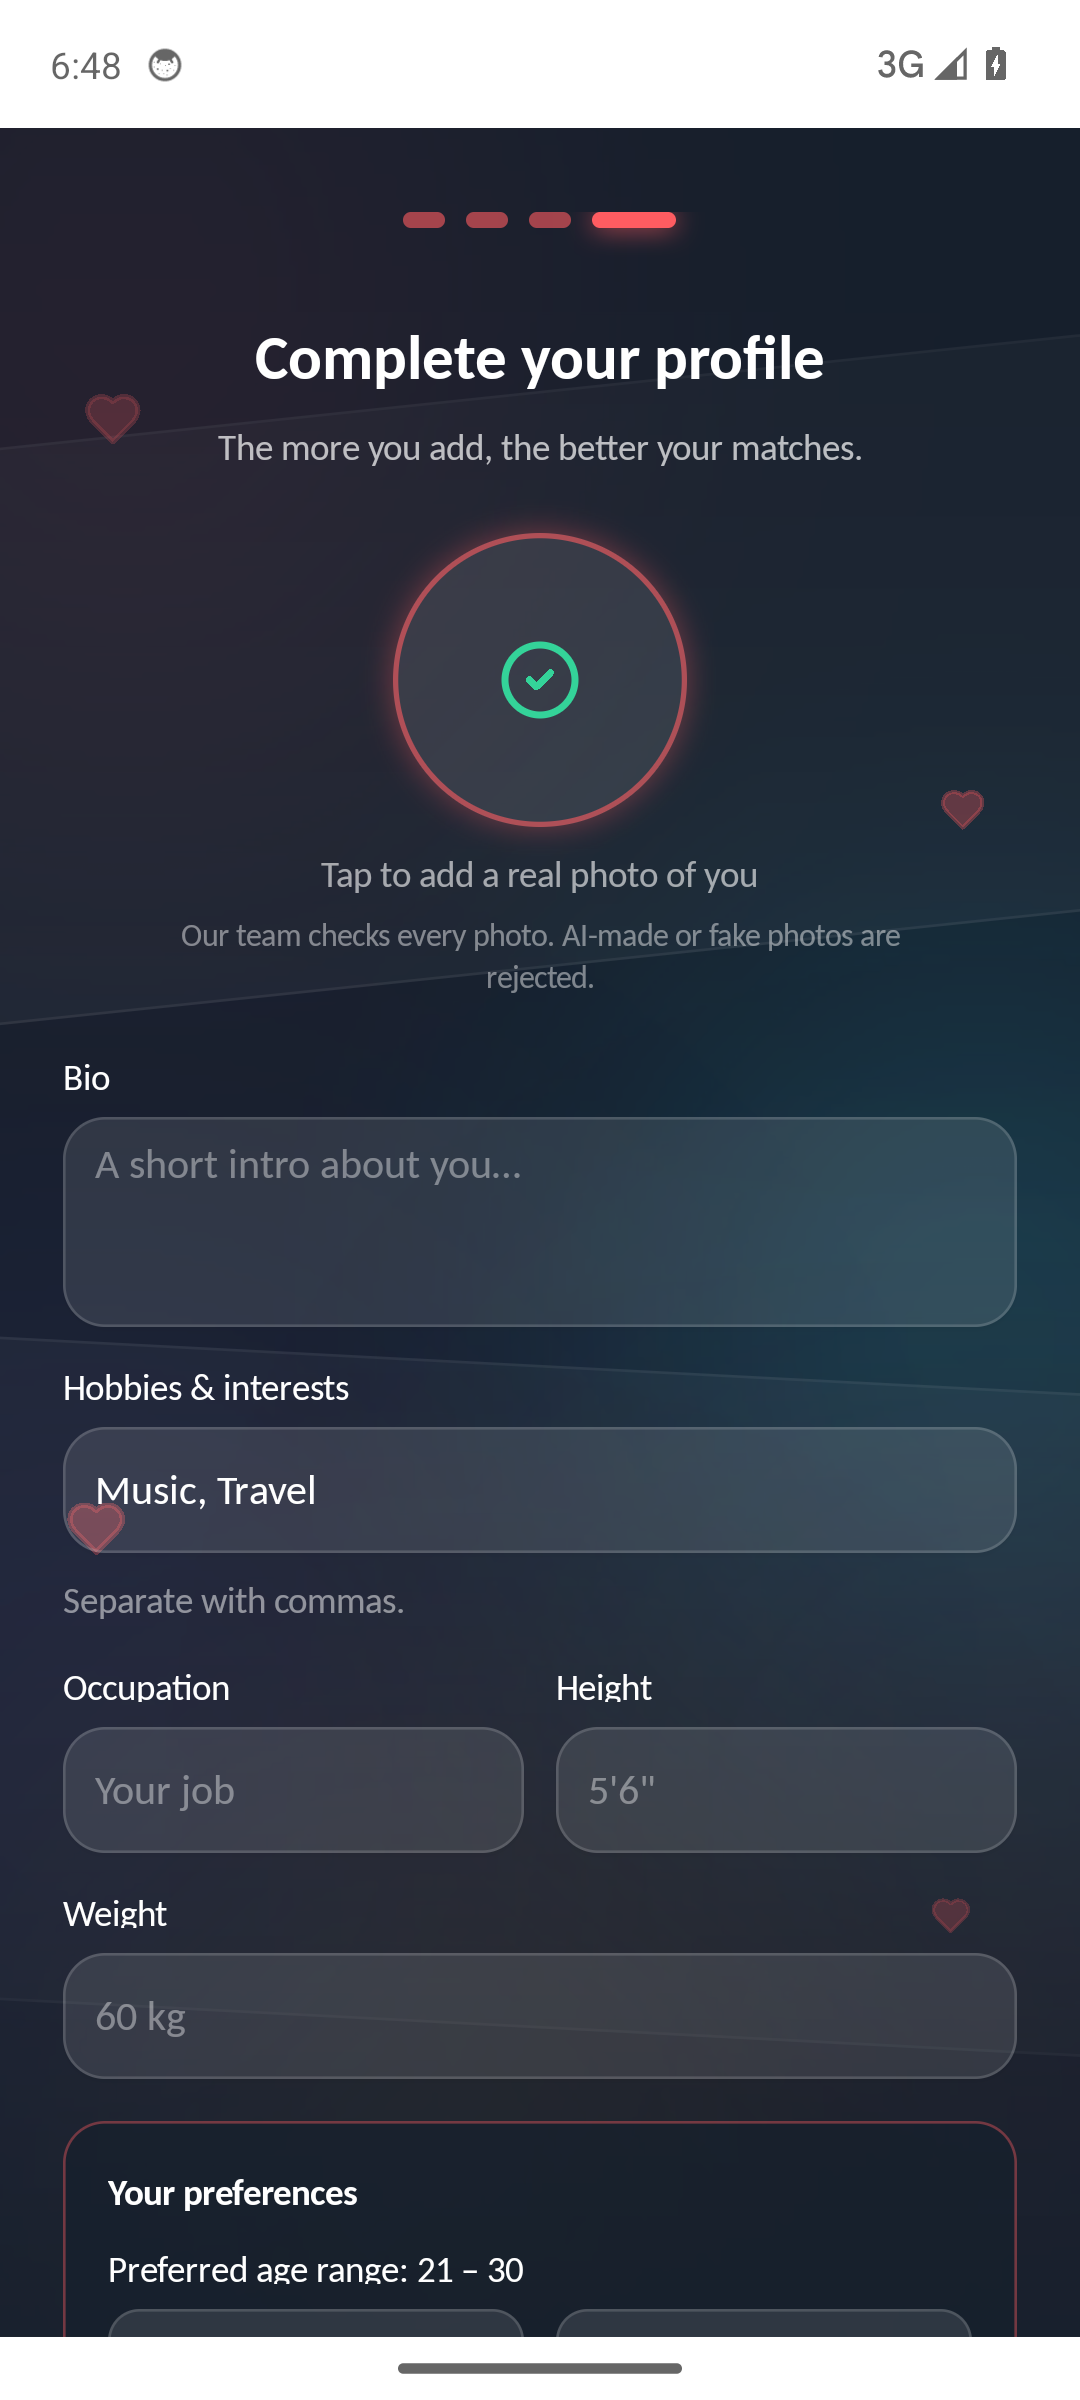 6:48
3G
Complete your profile
The more you add, the better your matches.
Tap to add a real photo of you
Our team checks every photo. AI-made or fake photos are
rejected.
Bio
A short intro about you...
Hobbies & interests
Music, Travel
Separate with commas.
Occupation
Height
Your job
5'6"
Weight
60 kg
Your preferences
Preferred age range: 21 – 30